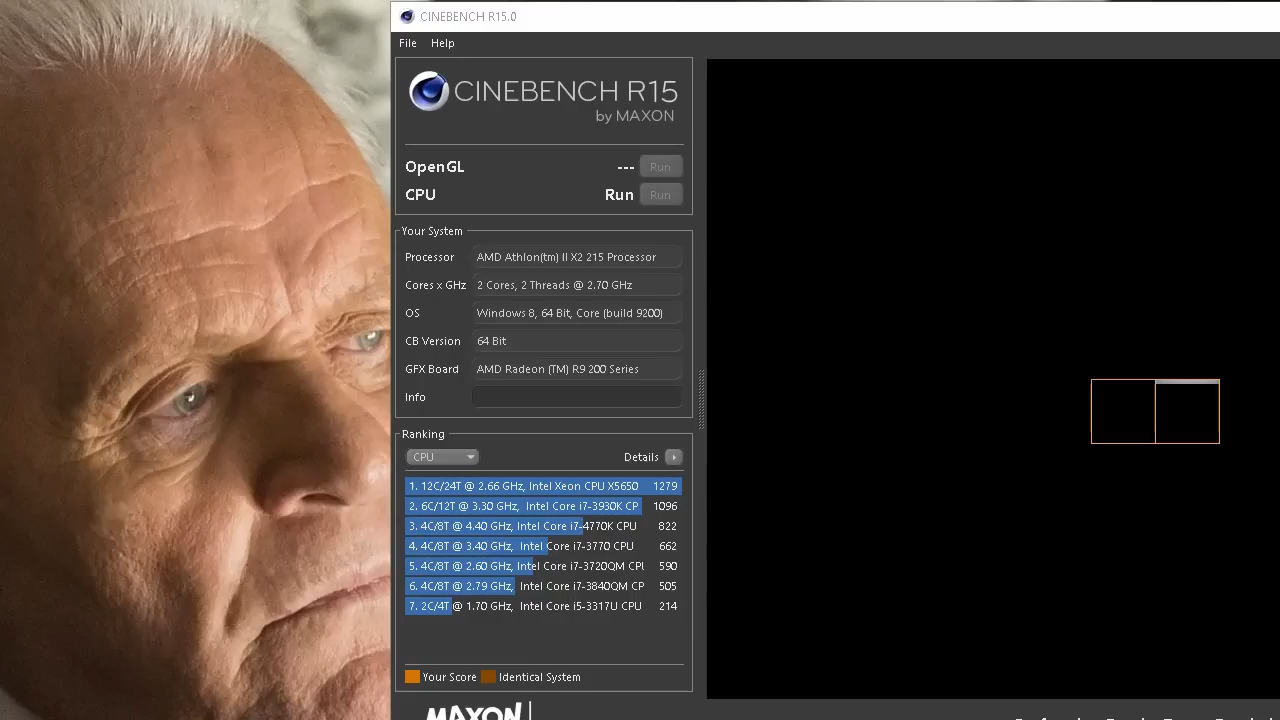 CINEBENCH R15.0
File Help
CINEBENCH R15
by MAXON
OpenGL --- Run
CPU Run Run
Your System
Processor AMD Athlon(tm) II X2 215 Processor
Cores x GHz 2 Cores, 2 Threads @ 2.70 GHz
OS Windows 8, 64 Bit, Core (build 9200)
CB Version 64 Bit
GFX Board AMD Radeon (TM) R9 200 Series
Info
Ranking
CPU Details
1. 12C/24T @ 2.66 GHz, Intel Xeon CPU X5650 1279
2. 6C/12T @ 3.30 GHz, Intel Core i7-3930K CP 1096
3. 4C/8T @ 4.40 GHz, Intel Core i7-4770K CPU 822
4. 4C/8T @ 3.40 GHz, Intel Core i7-3770 CPU 662
5. 4C/8T @ 2.60 GHz, Intel Core i7-3720QM CPU 590
6. 4C/8T @ 2.79 GHz, Intel Core i7-3840QM CP 505
7. 2C/4T @ 1.70 GHz, Intel Core i5-3317U CPU 214
Your Score Identical System
MAXON